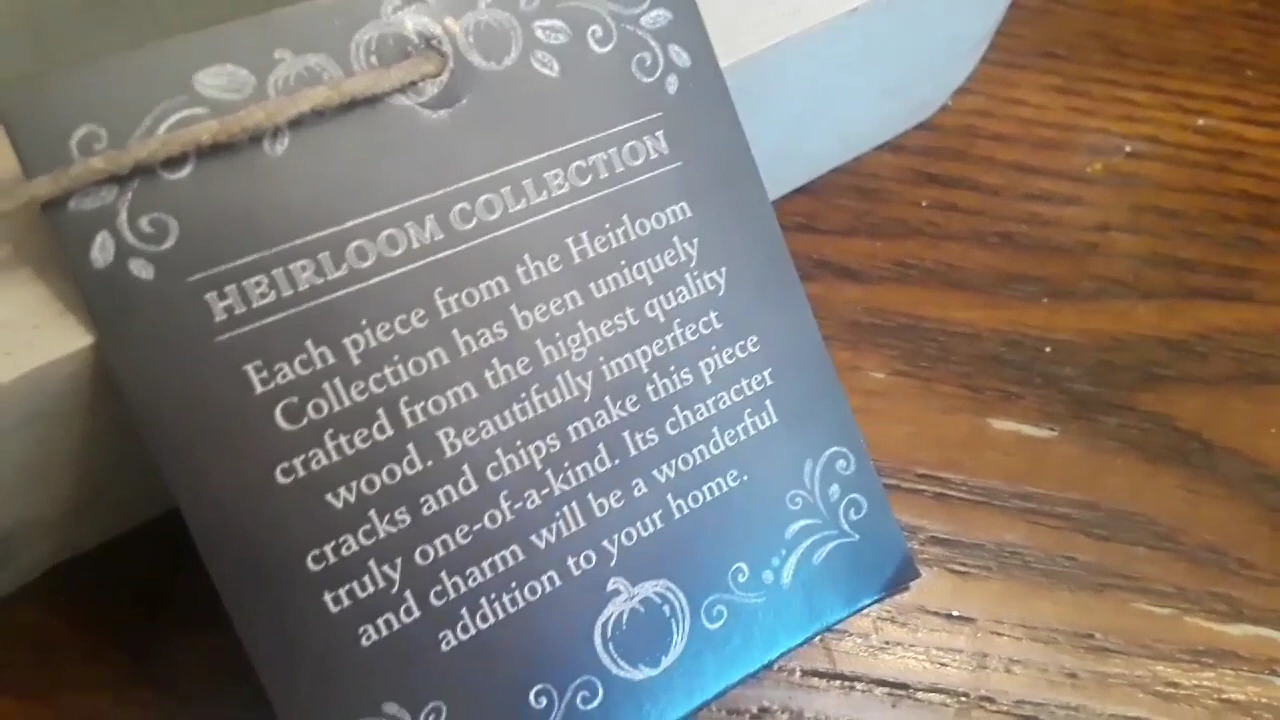 HEIRLOOM COLLECTION
Each piece from the Heirloom
Collection has been uniquely
crafted from the highest quality
wood. Beautifully imperfect
cracks and chips make this piece
truly one-of-a-kind. Its character
and charm will be a wonderful
addition to your home.